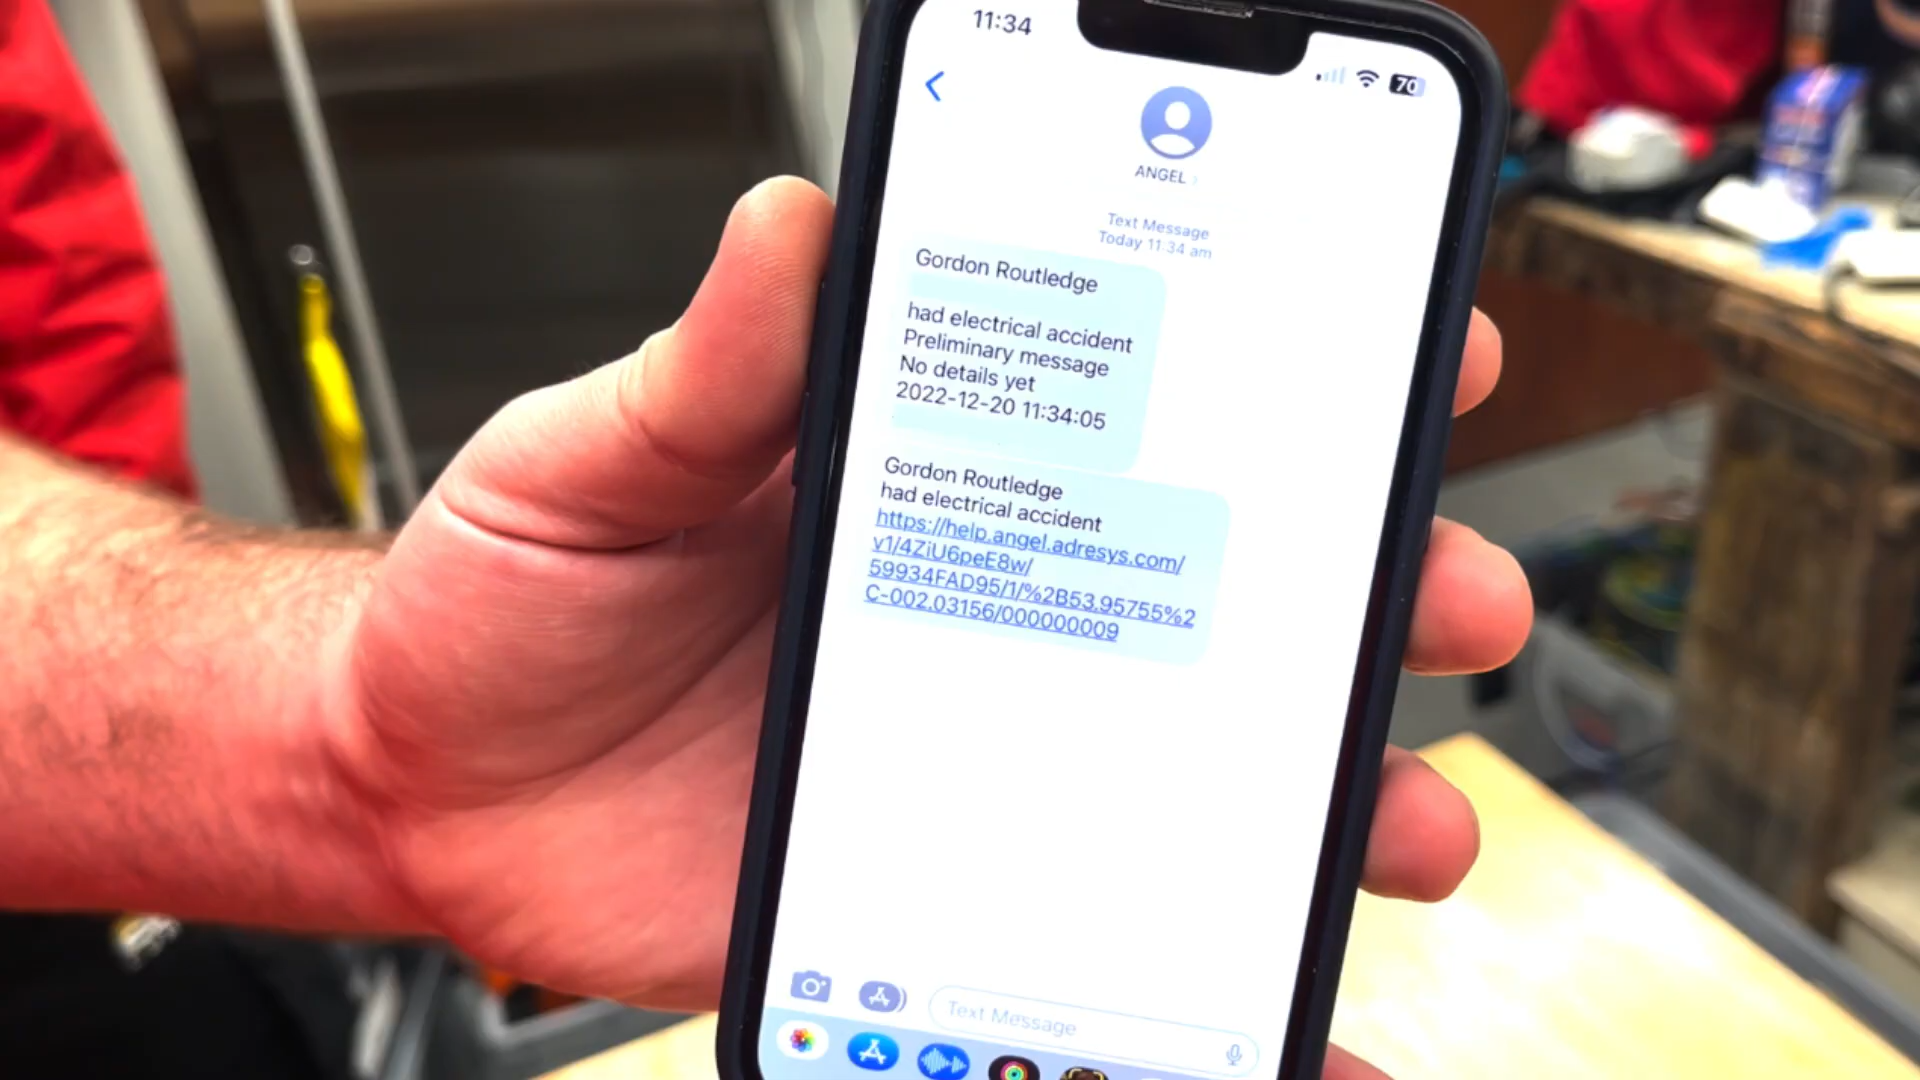 11:34
70
ANGEL
Text Message
Today 11:34 am
Gordon Routledge
had electrical accident
Preliminary message
No details yet
2022-12-20 11:34:05
Gordon Routledge
had electrical accident
https://help.angel.adresys.com/
v1/4ZiU6peE8w/
59934FAD95/1/%2B53.95755%2
C-002.03156/000000009
Text Message